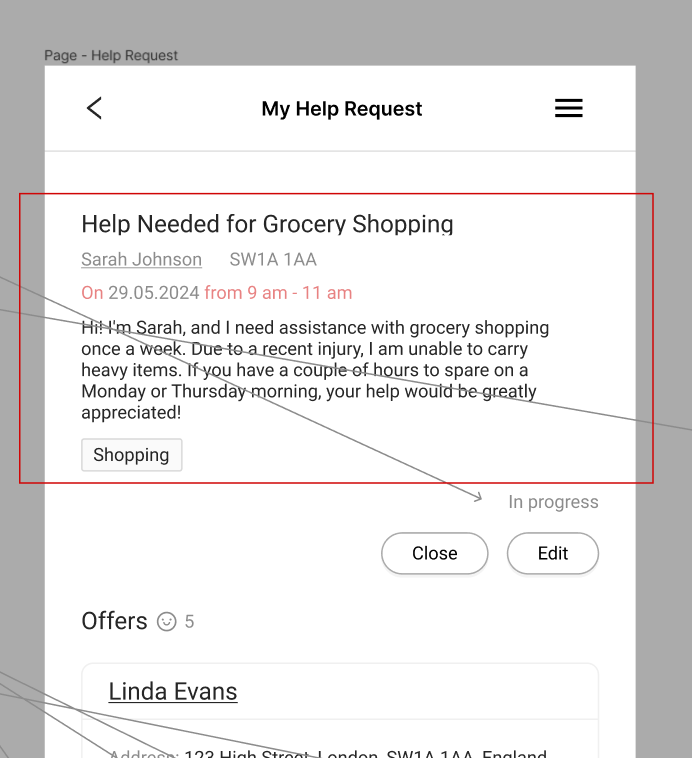 Page - Help Request
My Help Request
Help Needed for Grocery Shopping
Sarah Johnson SW1A 1AA
On 29.05.2024 from 9 am - 11 am
Hi! I'm Sarah, and I need assistance with grocery shopping
once a week. Due to a recent injury, I am unable to carry
heavy items. If you have a couple of hours to spare on a
Monday or Thursday morning, your help would be greatly
appreciated!
Shopping
In progress
Close Edit
Offers 5
Linda Evans
Address: 123 High Street, London, SW1A 1AA, England